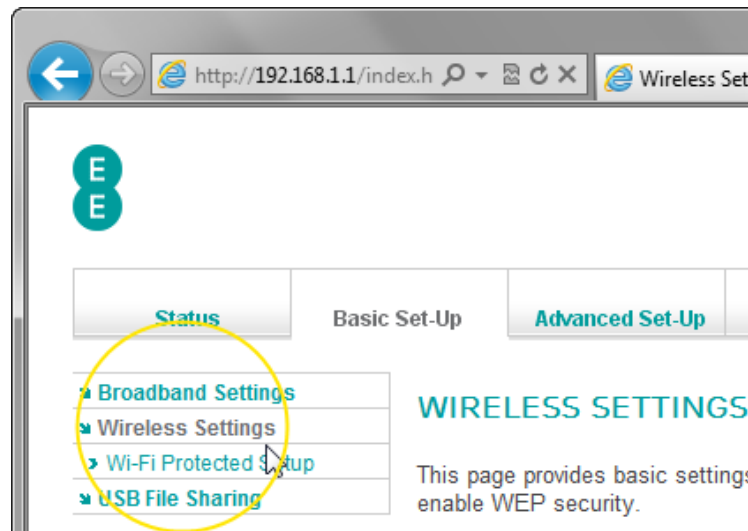 http://192.168.1.1/index.h
Wireless Set
E
E
Status
Basic Set-Up
Advanced Set-Up
Broadband Settings
Wireless Settings
Wi-Fi Protected Setup
USB File Sharing
WIRELESS SETTINGS
This page provides basic settings
enable WEP security.